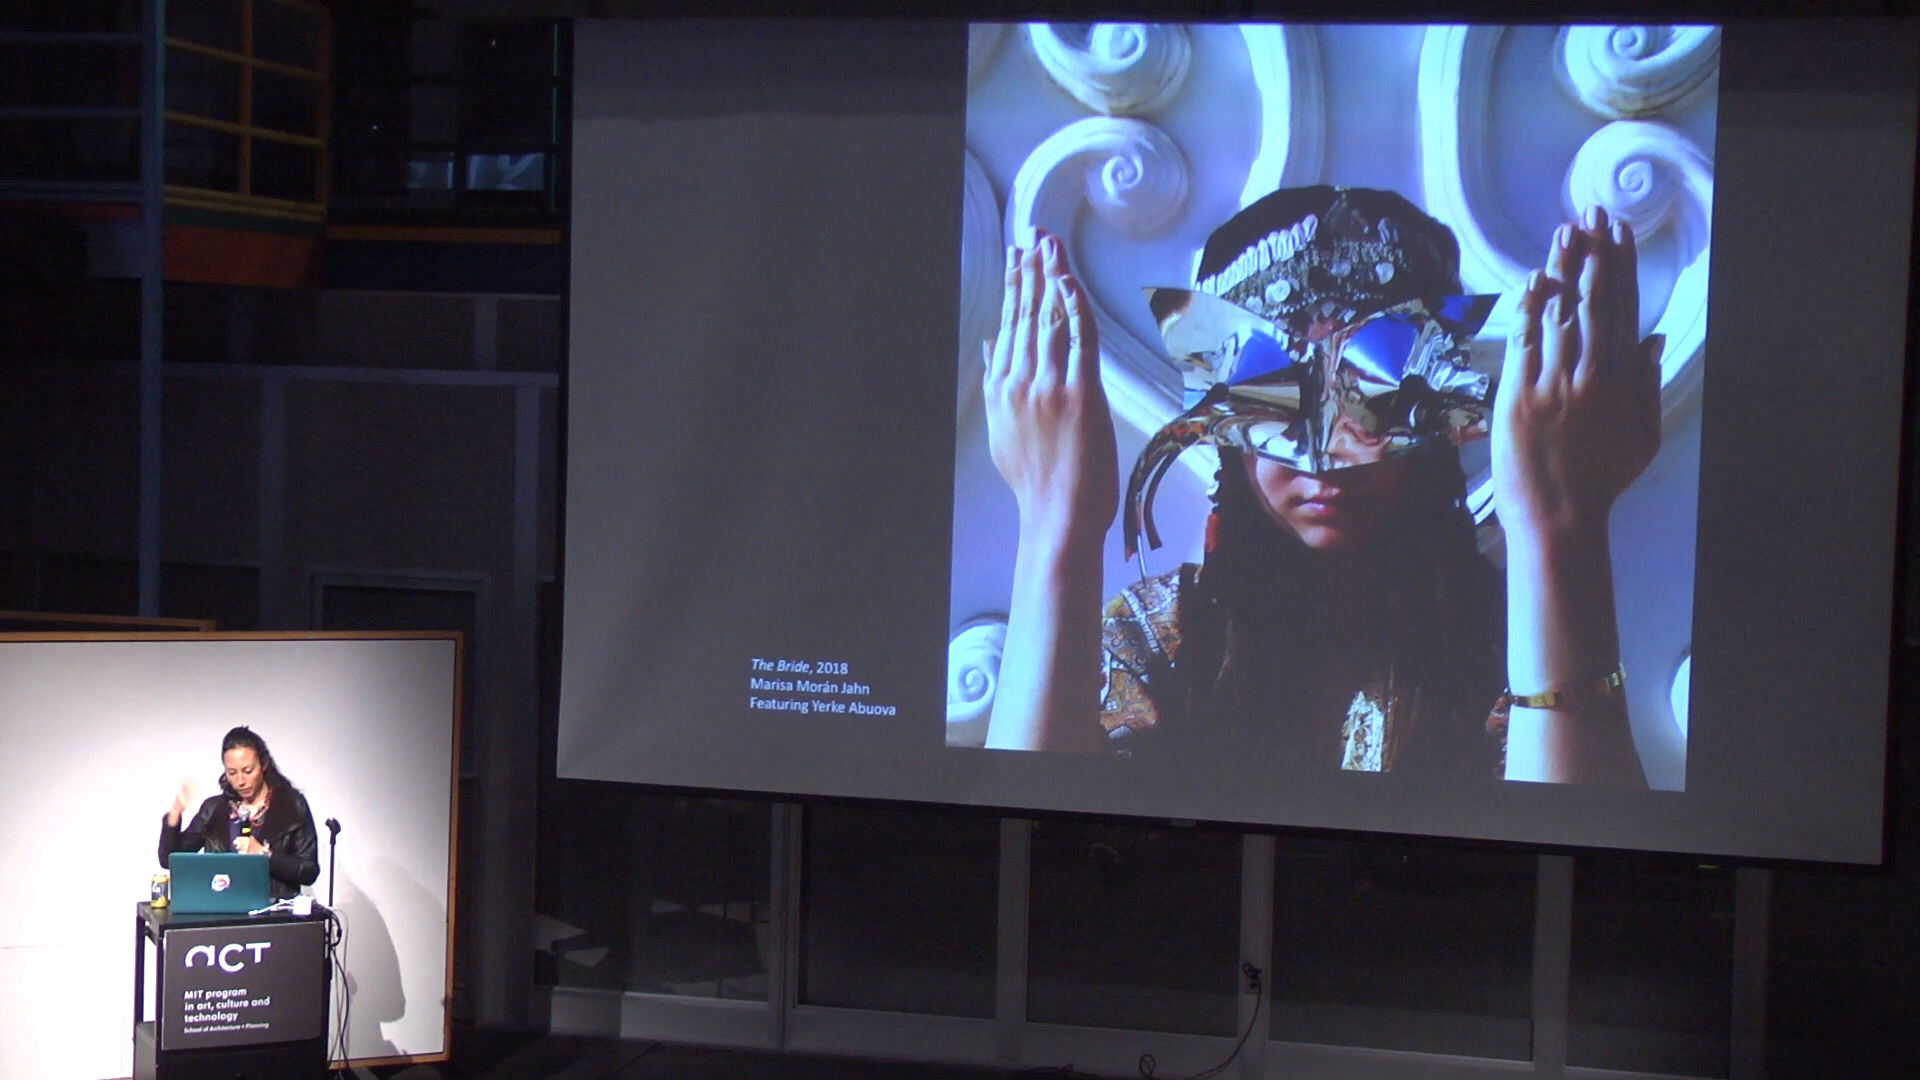 The Bride, 2018
Marisa Morán Jahn
Featuring Yerke Abuova
act
MIT program
in art, culture and
technology
School of Architecture + Planning